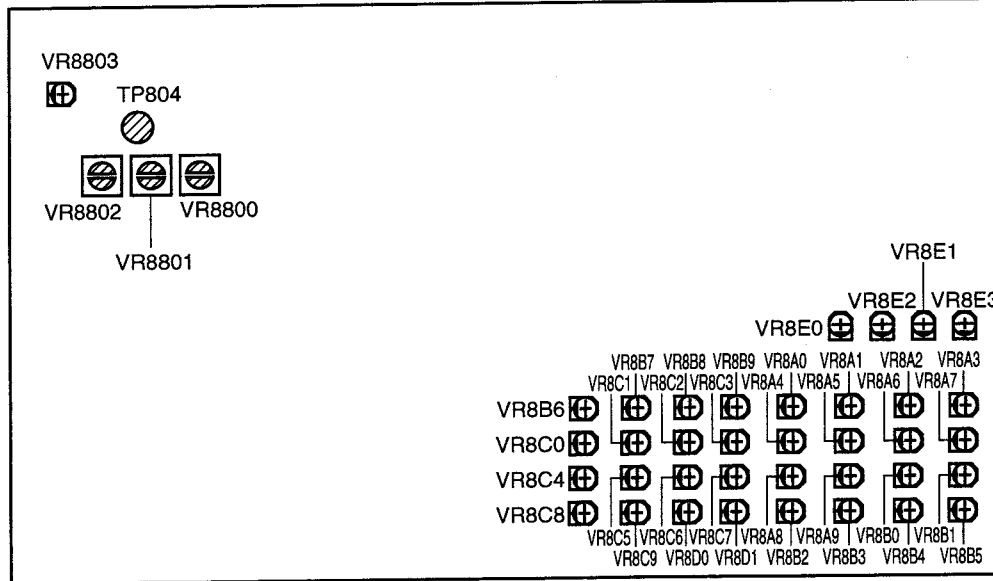 VR8803
TP804
VR8802 VR8800
VR8801
VR8E1
VR8E2 VR8E3
VR8E0
VR8B7 VR8B8 VR8B9 VR8A0 VR8A1 VR8A2 VR8A3
VR8C1 VR8C2 VR8C3 VR8A4 VR8A5 VR8A6 VR8A7
VR8B6
VR8C0
VR8C4
VR8C8
VR8C5 VR8C6 VR8C7 VR8A8 VR8A9 VR8B0 VR8B1
VR8C9 VR8D0 VR8D1 VR8B2 VR8B3 VR8B4 VR8B5